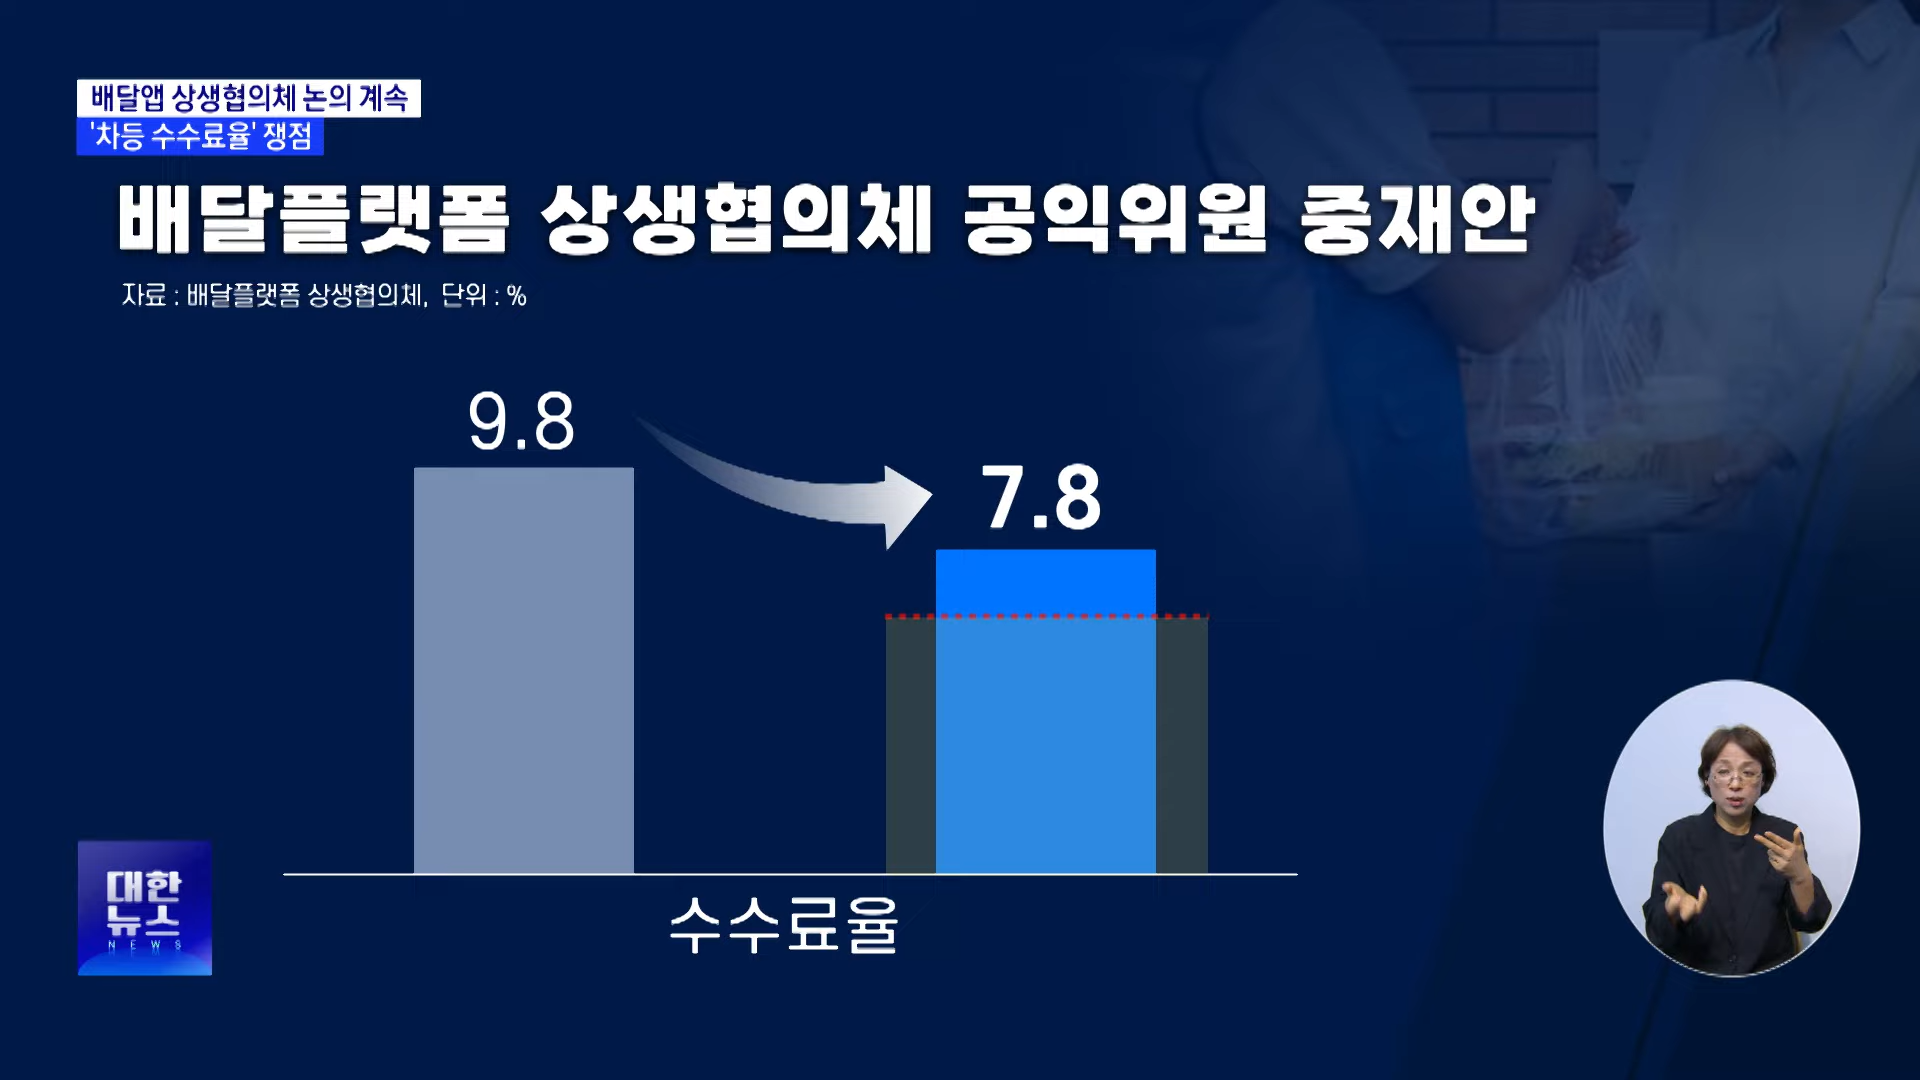 배달앱 상생협의체 논의 계속
'차등 수수료율' 쟁점
배달플랫폼 상생협의체 공익위원 중재안
자료 : 배달플랫폼 상생협의체, 단위 : %
9.8
7.8
수수료율
대한
뉴스
NEWS